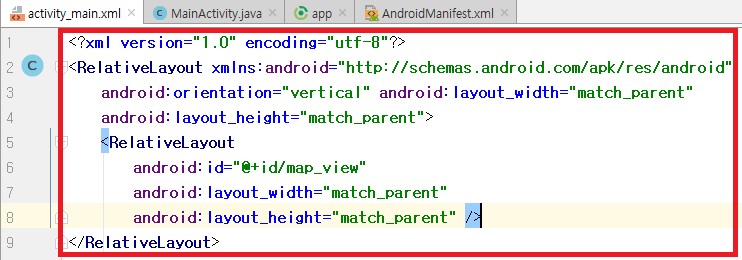 activity_main.xml MainActivity.java app AndroidManifest.xml
1 <?xml version="1.0" encoding="utf-8"?>
2 C <RelativeLayout xmlns:android="http://schemas.android.com/apk/res/android"
3 android:orientation="vertical" android:layout_width="match_parent"
4 android:layout_height="match_parent">
5 <RelativeLayout
6 android:id="@+id/map_view"
7 android:layout_width="match_parent"
8 android:layout_height="match_parent" />
9 </RelativeLayout>